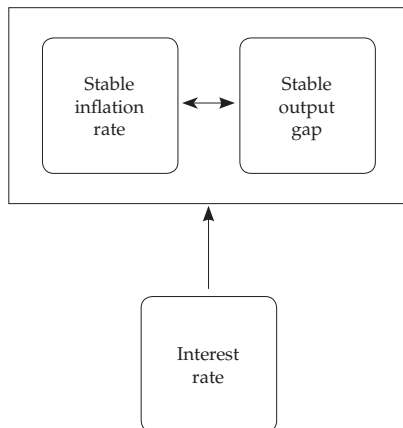 Stable
inflation
rate
Stable
output
gap
Interest
rate